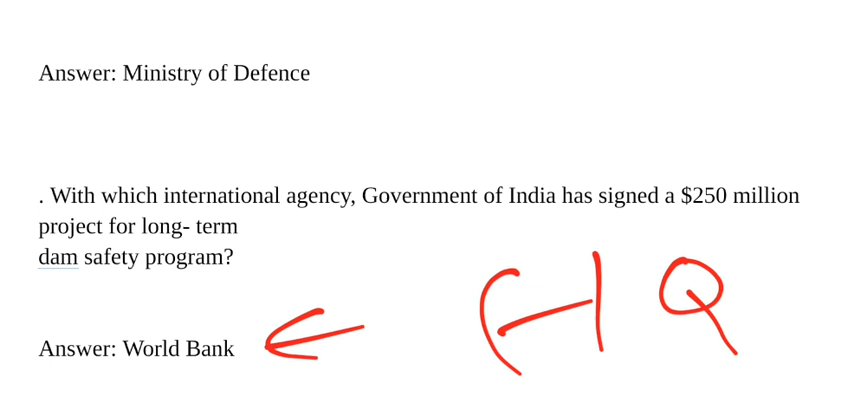 Answer: Ministry of Defence
. With which international agency, Government of India has signed a $250 million
project for long- term
dam safety program?
HQ
Answer: World Bank